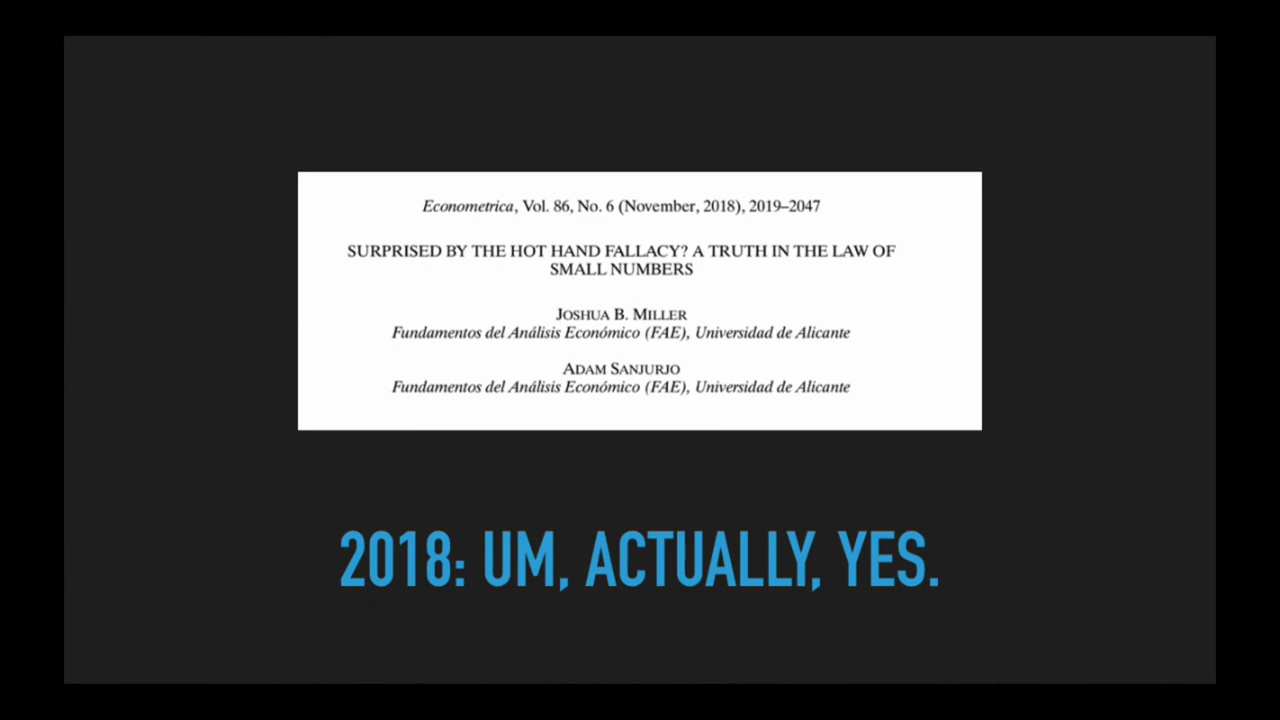 Econometrica, Vol. 86, No. 6 (November, 2018), 2019–2047
SURPRISED BY THE HOT HAND FALLACY? A TRUTH IN THE LAW OF
SMALL NUMBERS
JOSHUA B. MILLER
Fundamentos del Análisis Económico (FAE), Universidad de Alicante
ADAM SANJURJO
Fundamentos del Análisis Económico (FAE), Universidad de Alicante
2018: UM, ACTUALLY, YES.